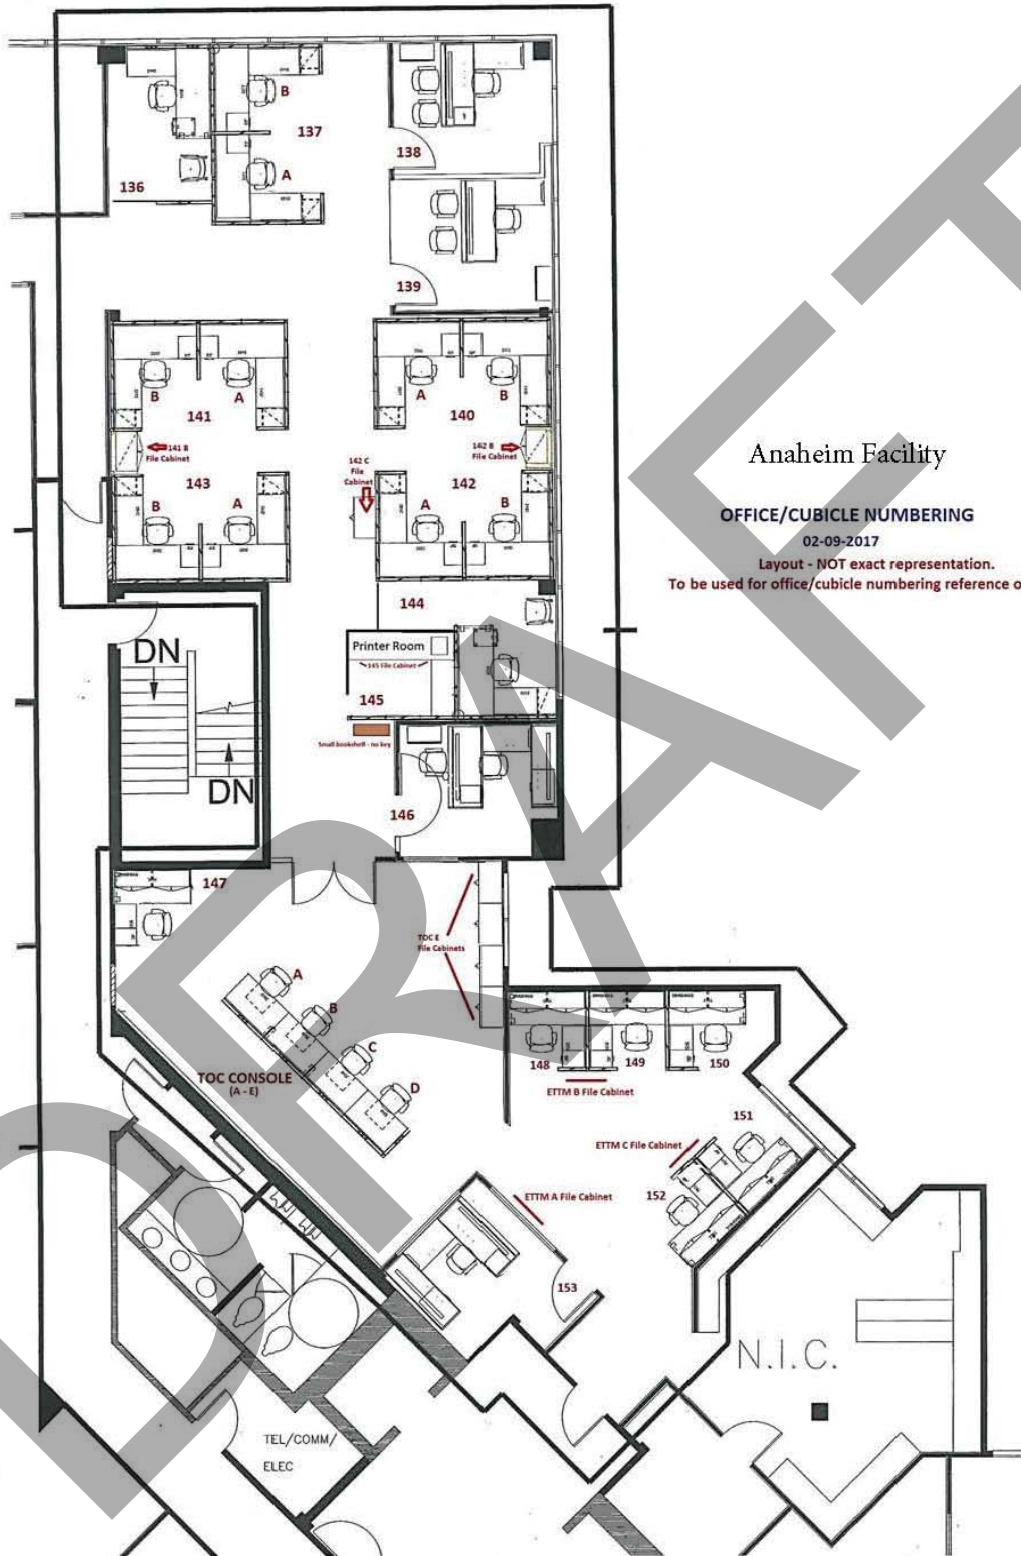 B
137
A
136
138
139
B
A
141
A
B
140
141 B
File Cabinet
142 B
File Cabinet
142 C
File
Cabinet
143
B
A
142
A
B
Anaheim Facility
OFFICE/CUBICLE NUMBERING
02-09-2017
Layout - NOT exact representation.
To be used for office/cubicle numbering reference o
144
Printer Room
145 File Cabinet
145
Small bookshelf - no key
DN
DN
146
147
TOC E
File Cabinets
A
B
C
D
TOC CONSOLE
(A - E)
148
149
150
ETTM B File Cabinet
151
ETTM C File Cabinet
152
ETTM A File Cabinet
153
N.I.C.
TEL/COMM/
ELEC
DRAFT